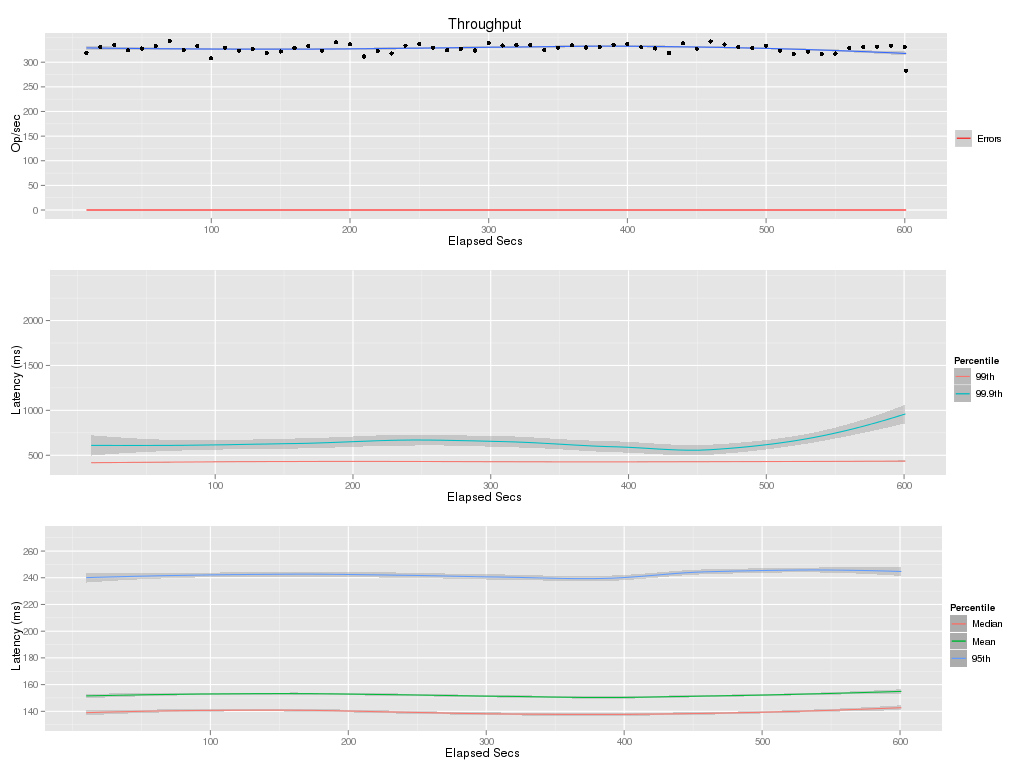 Throughput
300
250
200
150
100
50
0
Op/sec
100 200 300 400 500 600
Elapsed Secs
Errors
2000
1500
1000
500
Latency (ms)
100 200 300 400 500 600
Elapsed Secs
Percentile
99th
99.9th
260
240
220
200
180
160
140
Latency (ms)
100 200 300 400 500 600
Elapsed Secs
Percentile
Median
Mean
95th